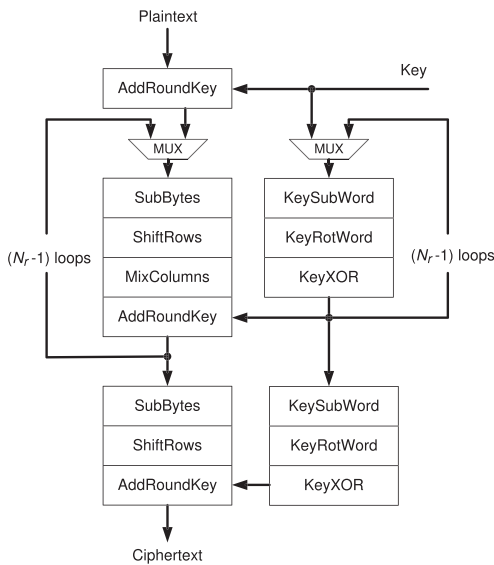 Plaintext
AddRoundKey
Key
MUX
MUX
SubBytes
ShiftRows
MixColumns
AddRoundKey
KeySubWord
KeyRotWord
KeyXOR
(Nr -1) loops
(Nr -1) loops
SubBytes
ShiftRows
AddRoundKey
KeySubWord
KeyRotWord
KeyXOR
Ciphertext